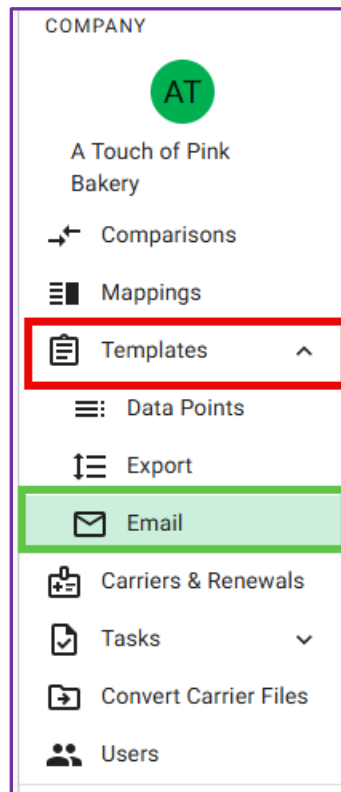 COMPANY
AT
A Touch of Pink
Bakery
Comparisons
Mappings
Templates
Data Points
Export
Email
Carriers & Renewals
Tasks
Convert Carrier Files
Users